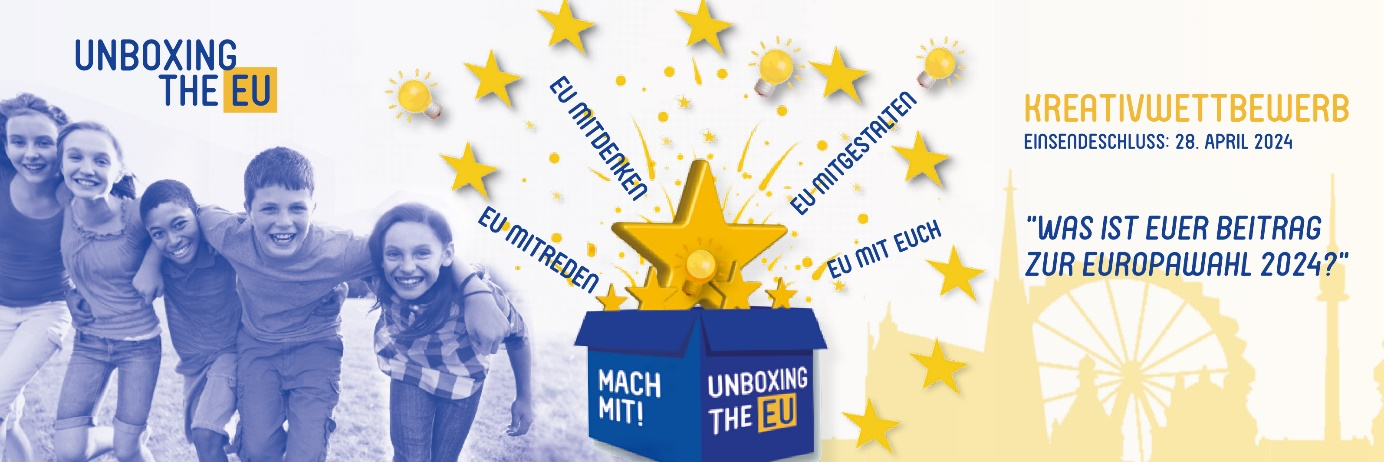 UNBOXING
THE EU
EU MITREDEN
EU MITDENKEN
EU MITGESTALTEN
EU MIT EUCH
MACH
MIT!
UNBOXING
THE EU
KREATIVWETTBEWERB
EINSENDESCHLUSS: 28. APRIL 2024
"WAS IST EUER BEITRAG
ZUR EUROPAWAHL 2024?"